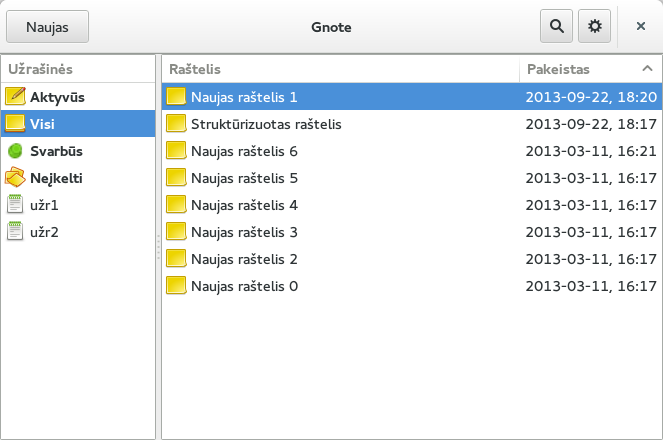 Naujas
Gnote
Užrašinės
Raštelis Pakeistas
Aktyvūs
Visi
Svarbūs
Neįkelti
užr1
užr2
Naujas raštelis 1 2013-09-22, 18:20
Struktūrizuotas raštelis 2013-09-22, 18:17
Naujas raštelis 6 2013-03-11, 16:21
Naujas raštelis 5 2013-03-11, 16:17
Naujas raštelis 4 2013-03-11, 16:17
Naujas raštelis 3 2013-03-11, 16:17
Naujas raštelis 2 2013-03-11, 16:17
Naujas raštelis 0 2013-03-11, 16:17